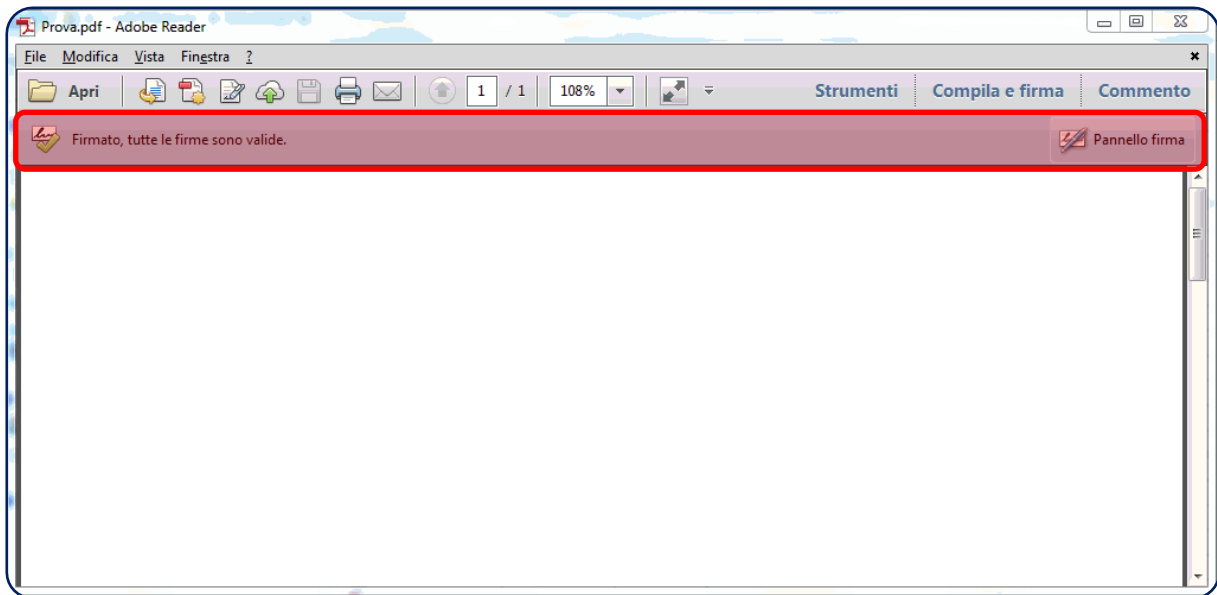 Prova.pdf - Adobe Reader
File Modifica Vista Finestra ?
Apri 1 / 1 108% Strumenti Compila e firma Commento
Firmato, tutte le firme sono valide. Pannello firma